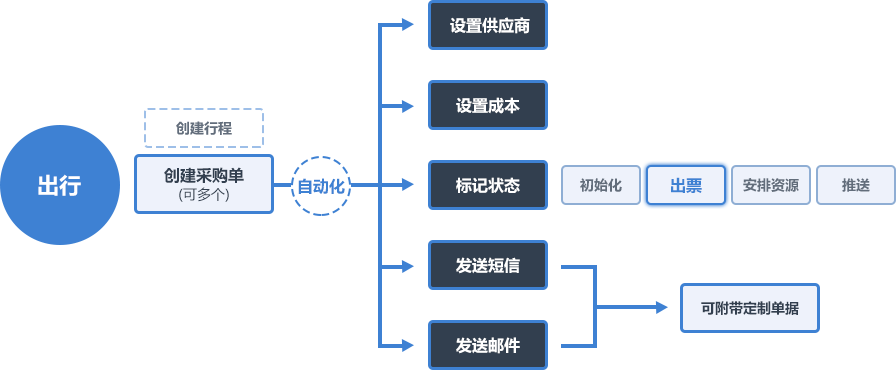 出行
创建行程
创建采购单
(可多个)
自动化
设置供应商
设置成本
标记状态
初始化
出票
安排资源
推送
发送短信
发送邮件
可附带定制单据